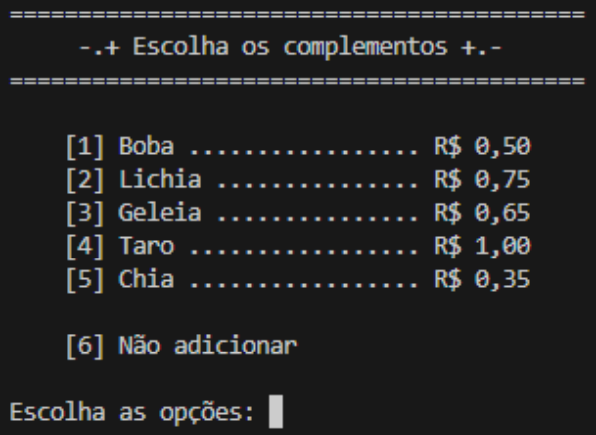 ==========================================
-.+ Escolha os complementos +.-
==========================================
[1] Boba ................. R$ 0,50
[2] Lichia ............... R$ 0,75
[3] Geleia ............... R$ 0,65
[4] Taro ................. R$ 1,00
[5] Chia ................. R$ 0,35
[6] Não adicionar
Escolha as opções: